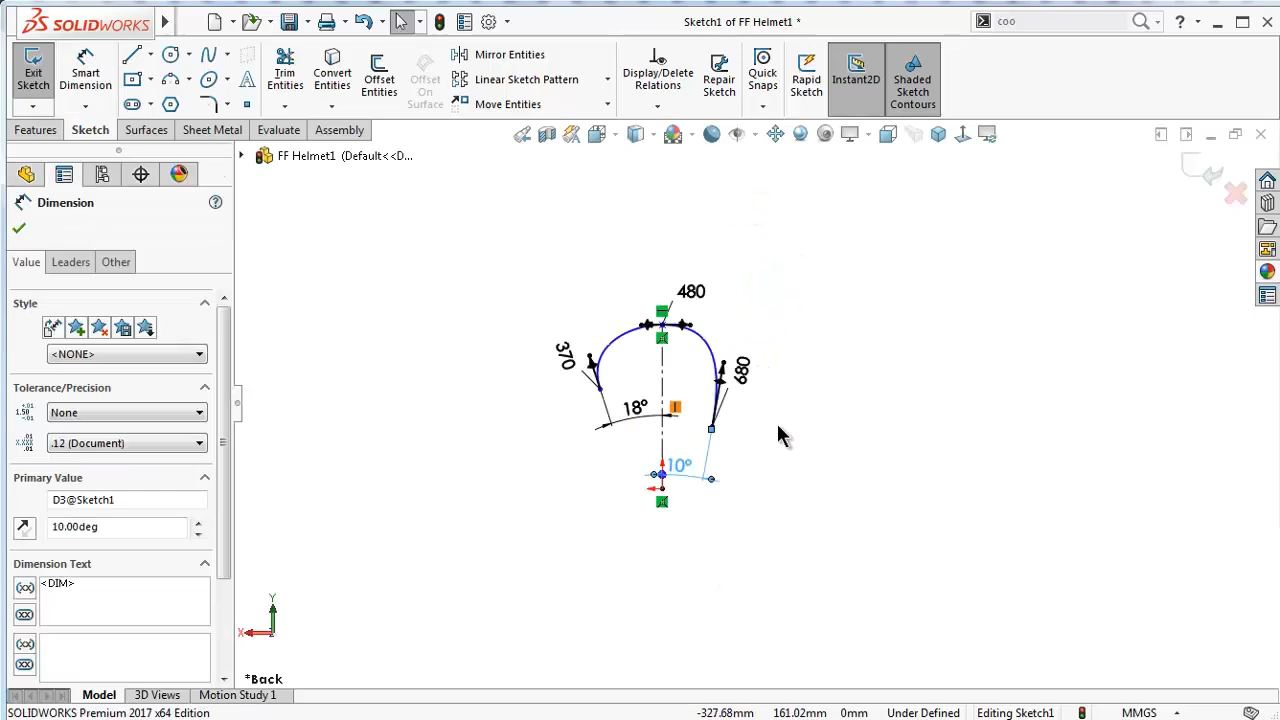 SOLIDWORKS
Sketch1 of FF Helmet1 *
coo
Exit Sketch
Smart Dimension
Trim Entities
Convert Entities
Offset Entities
Offset On Surface
Mirror Entities
Linear Sketch Pattern
Move Entities
Display/Delete Relations
Repair Sketch
Quick Snaps
Rapid Sketch
Instant2D
Shaded Sketch Contours
Features
Sketch
Surfaces
Sheet Metal
Evaluate
Assembly
FF Helmet1 (Default<<D...
Dimension
Value
Leaders
Other
Style
<NONE>
Tolerance/Precision
None
.12 (Document)
Primary Value
D3@Sketch1
10.00deg
Dimension Text
<DIM>
480
370
680
18°
10°
Y
X
*Back
Model
3D Views
Motion Study 1
SOLIDWORKS Premium 2017 x64 Edition
-327.68mm
161.02mm
0mm
Under Defined
Editing Sketch1
MMGS